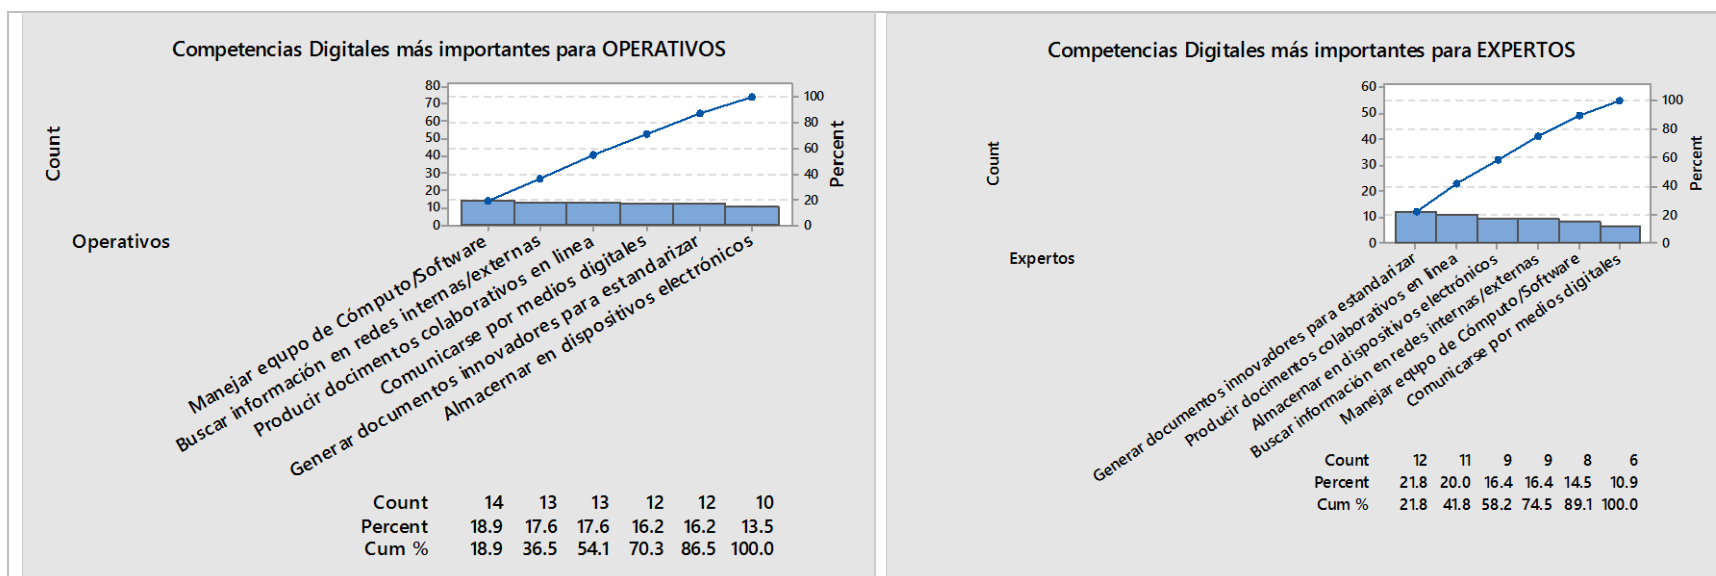 Competencias Digitales más importantes para OPERATIVOS
80
70
60
50
40
30
20
10
0
100
80
60
40
20
0
Count
Percent
Operativos
Manejar equpo de Cómputo/Software
Buscar información en redes internas/externas
Producir docimentos colaborativos en linea
Comunicarse por medios digitales
Generar documentos innovadores para estandarizar
Almacernar en dispositivos electrónicos
Count 14 13 13 12 12 10
Percent 18.9 17.6 17.6 16.2 16.2 13.5
Cum % 18.9 36.5 54.1 70.3 86.5 100.0
Competencias Digitales más importantes para EXPERTOS
60
50
40
30
20
10
0
100
80
60
40
20
0
Count
Percent
Expertos
Generar documentos innovadores para estandarizar
Producir docimentos colaborativos en linea
Almacernar en dispositivos electrónicos
Buscar información en redes internas/externas
Manejar equpo de Cómputo/Software
Comunicarse por medios digitales
Count 12 11 9 9 8 6
Percent 21.8 20.0 16.4 16.4 14.5 10.9
Cum % 21.8 41.8 58.2 74.5 89.1 100.0